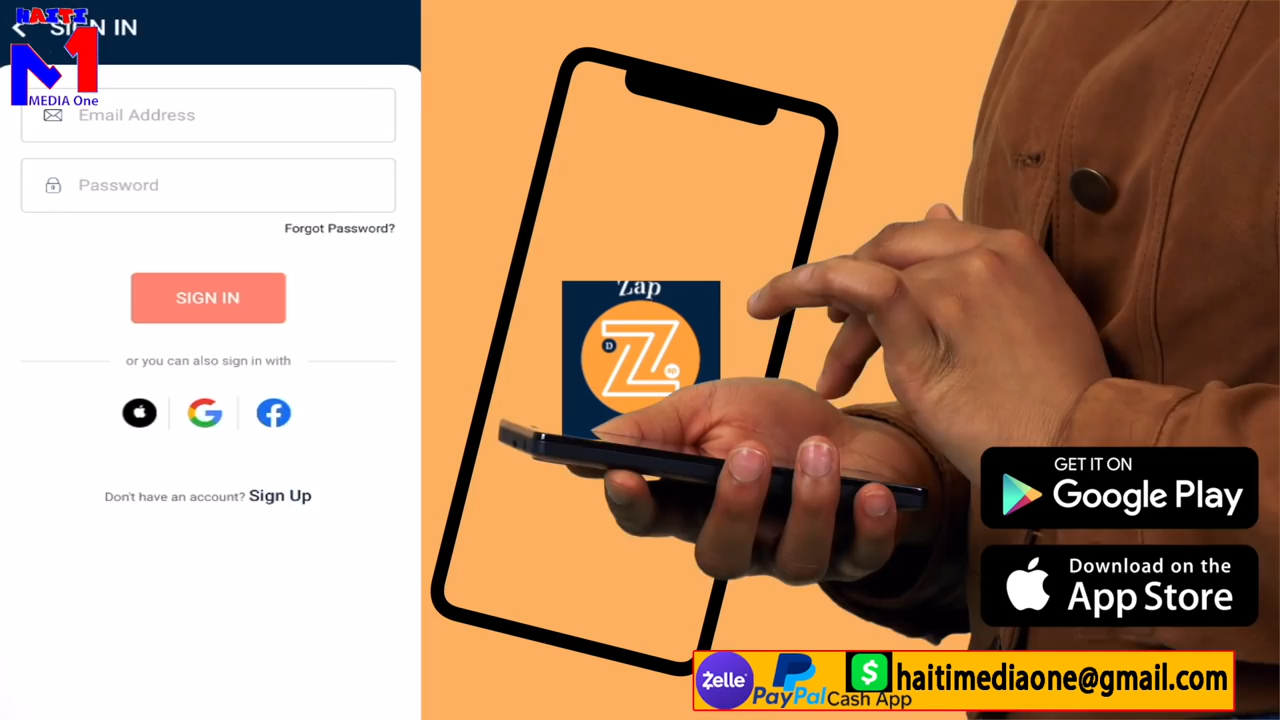 HAITI
SIGN IN
M1
MEDIA One
Email Address
Password
Forgot Password?
SIGN IN
or you can also sign in with
Don't have an account? Sign Up
Zap
D
Z
GET IT ON
Google Play
Download on the
App Store
Zelle
PayPal
$
Cash App
haitimediaone@gmail.com